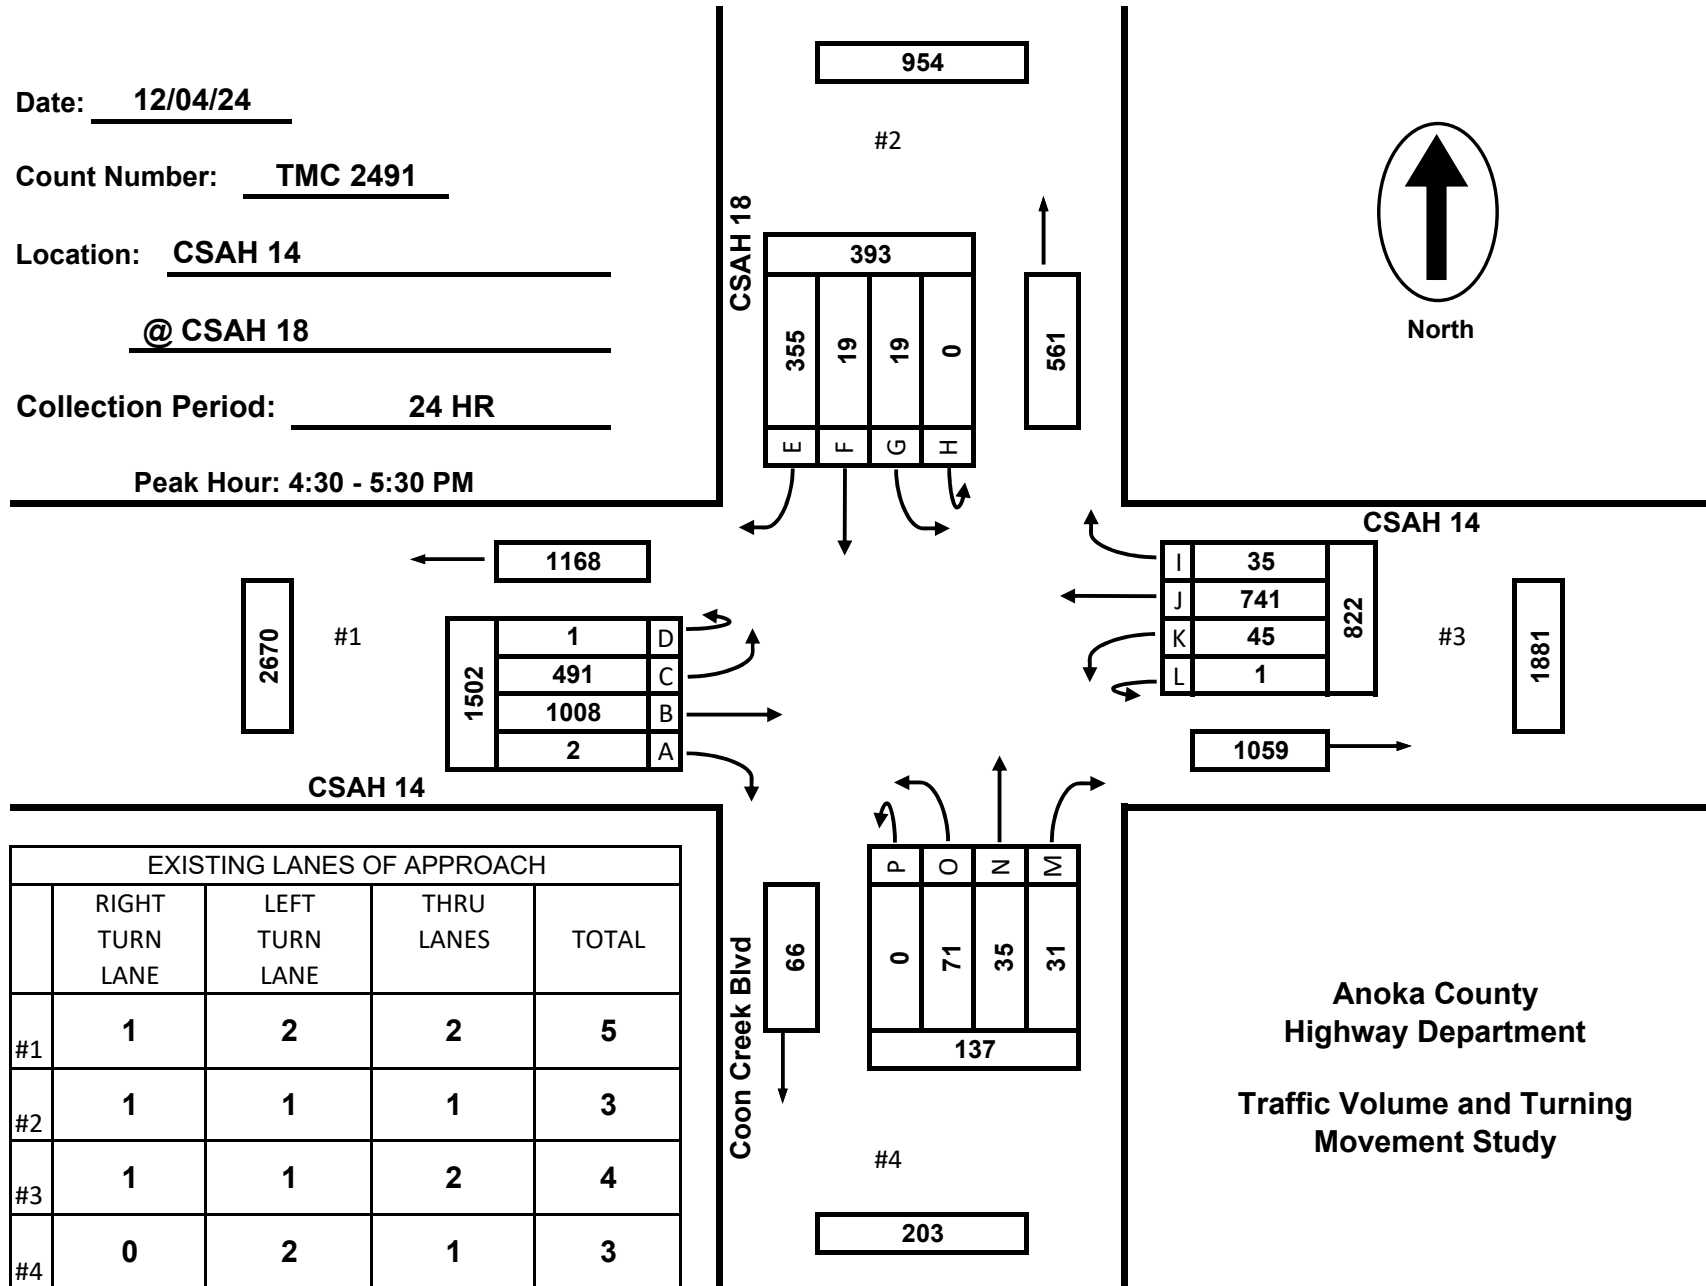 Date: 12/04/24
Count Number: TMC 2491
Location: CSAH 14
@ CSAH 18
Collection Period: 24 HR
Peak Hour: 4:30 - 5:30 PM
954
#2
CSAH 18
393
355 19 19 0
E F G H
561
North
CSAH 14
1168
2670
#1
1502
1 D
491 C
1008 B
2 A
CSAH 14
I 35
J 741
K 45
L 1
822
#3
1881
1059
EXISTING LANES OF APPROACH
RIGHT TURN LANE
LEFT TURN LANE
THRU LANES
TOTAL
#1 1 2 2 5
#2 1 1 1 3
#3 1 1 2 4
#4 0 2 1 3
Coon Creek Blvd
66
P O N M
0 71 35 31
137
#4
203
Anoka County
Highway Department
Traffic Volume and Turning
Movement Study